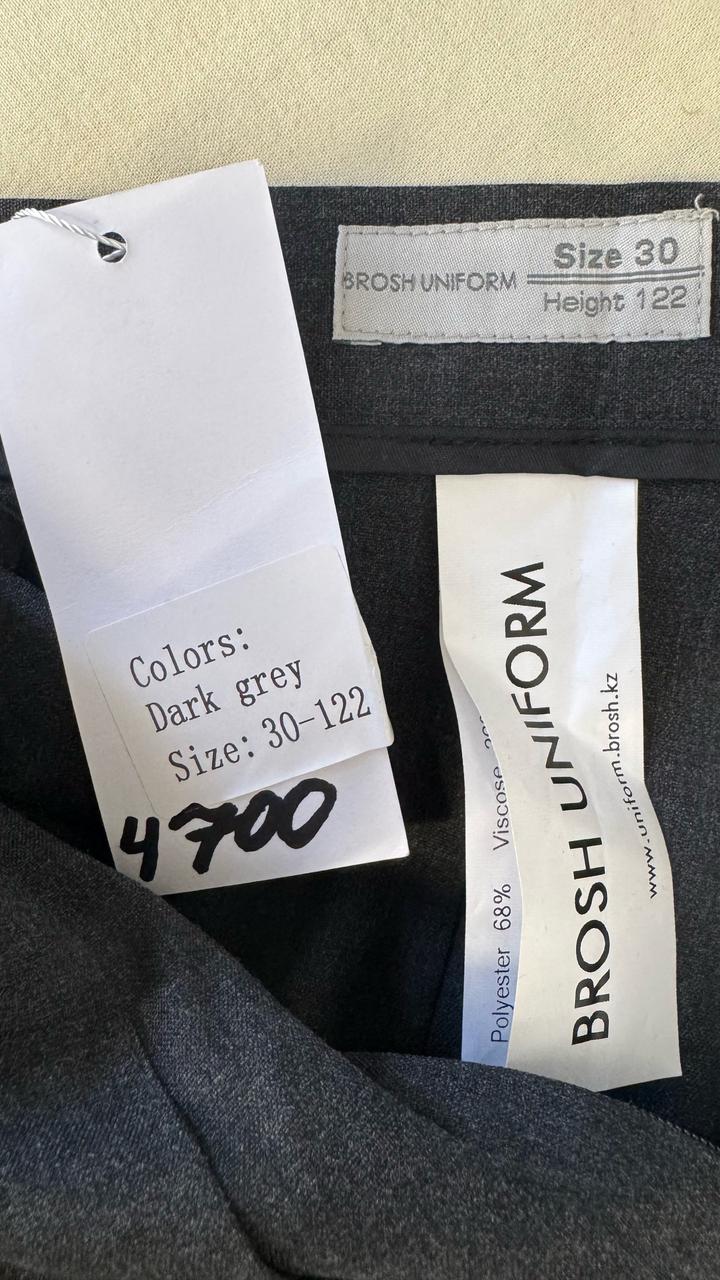 BROSH UNIFORM
Size 30
Height 122
Colors:
Dark grey
Size: 30-122
4700
BROSH UNIFORM
www.uniform.brosh.kz
Polyester 68% Viscose